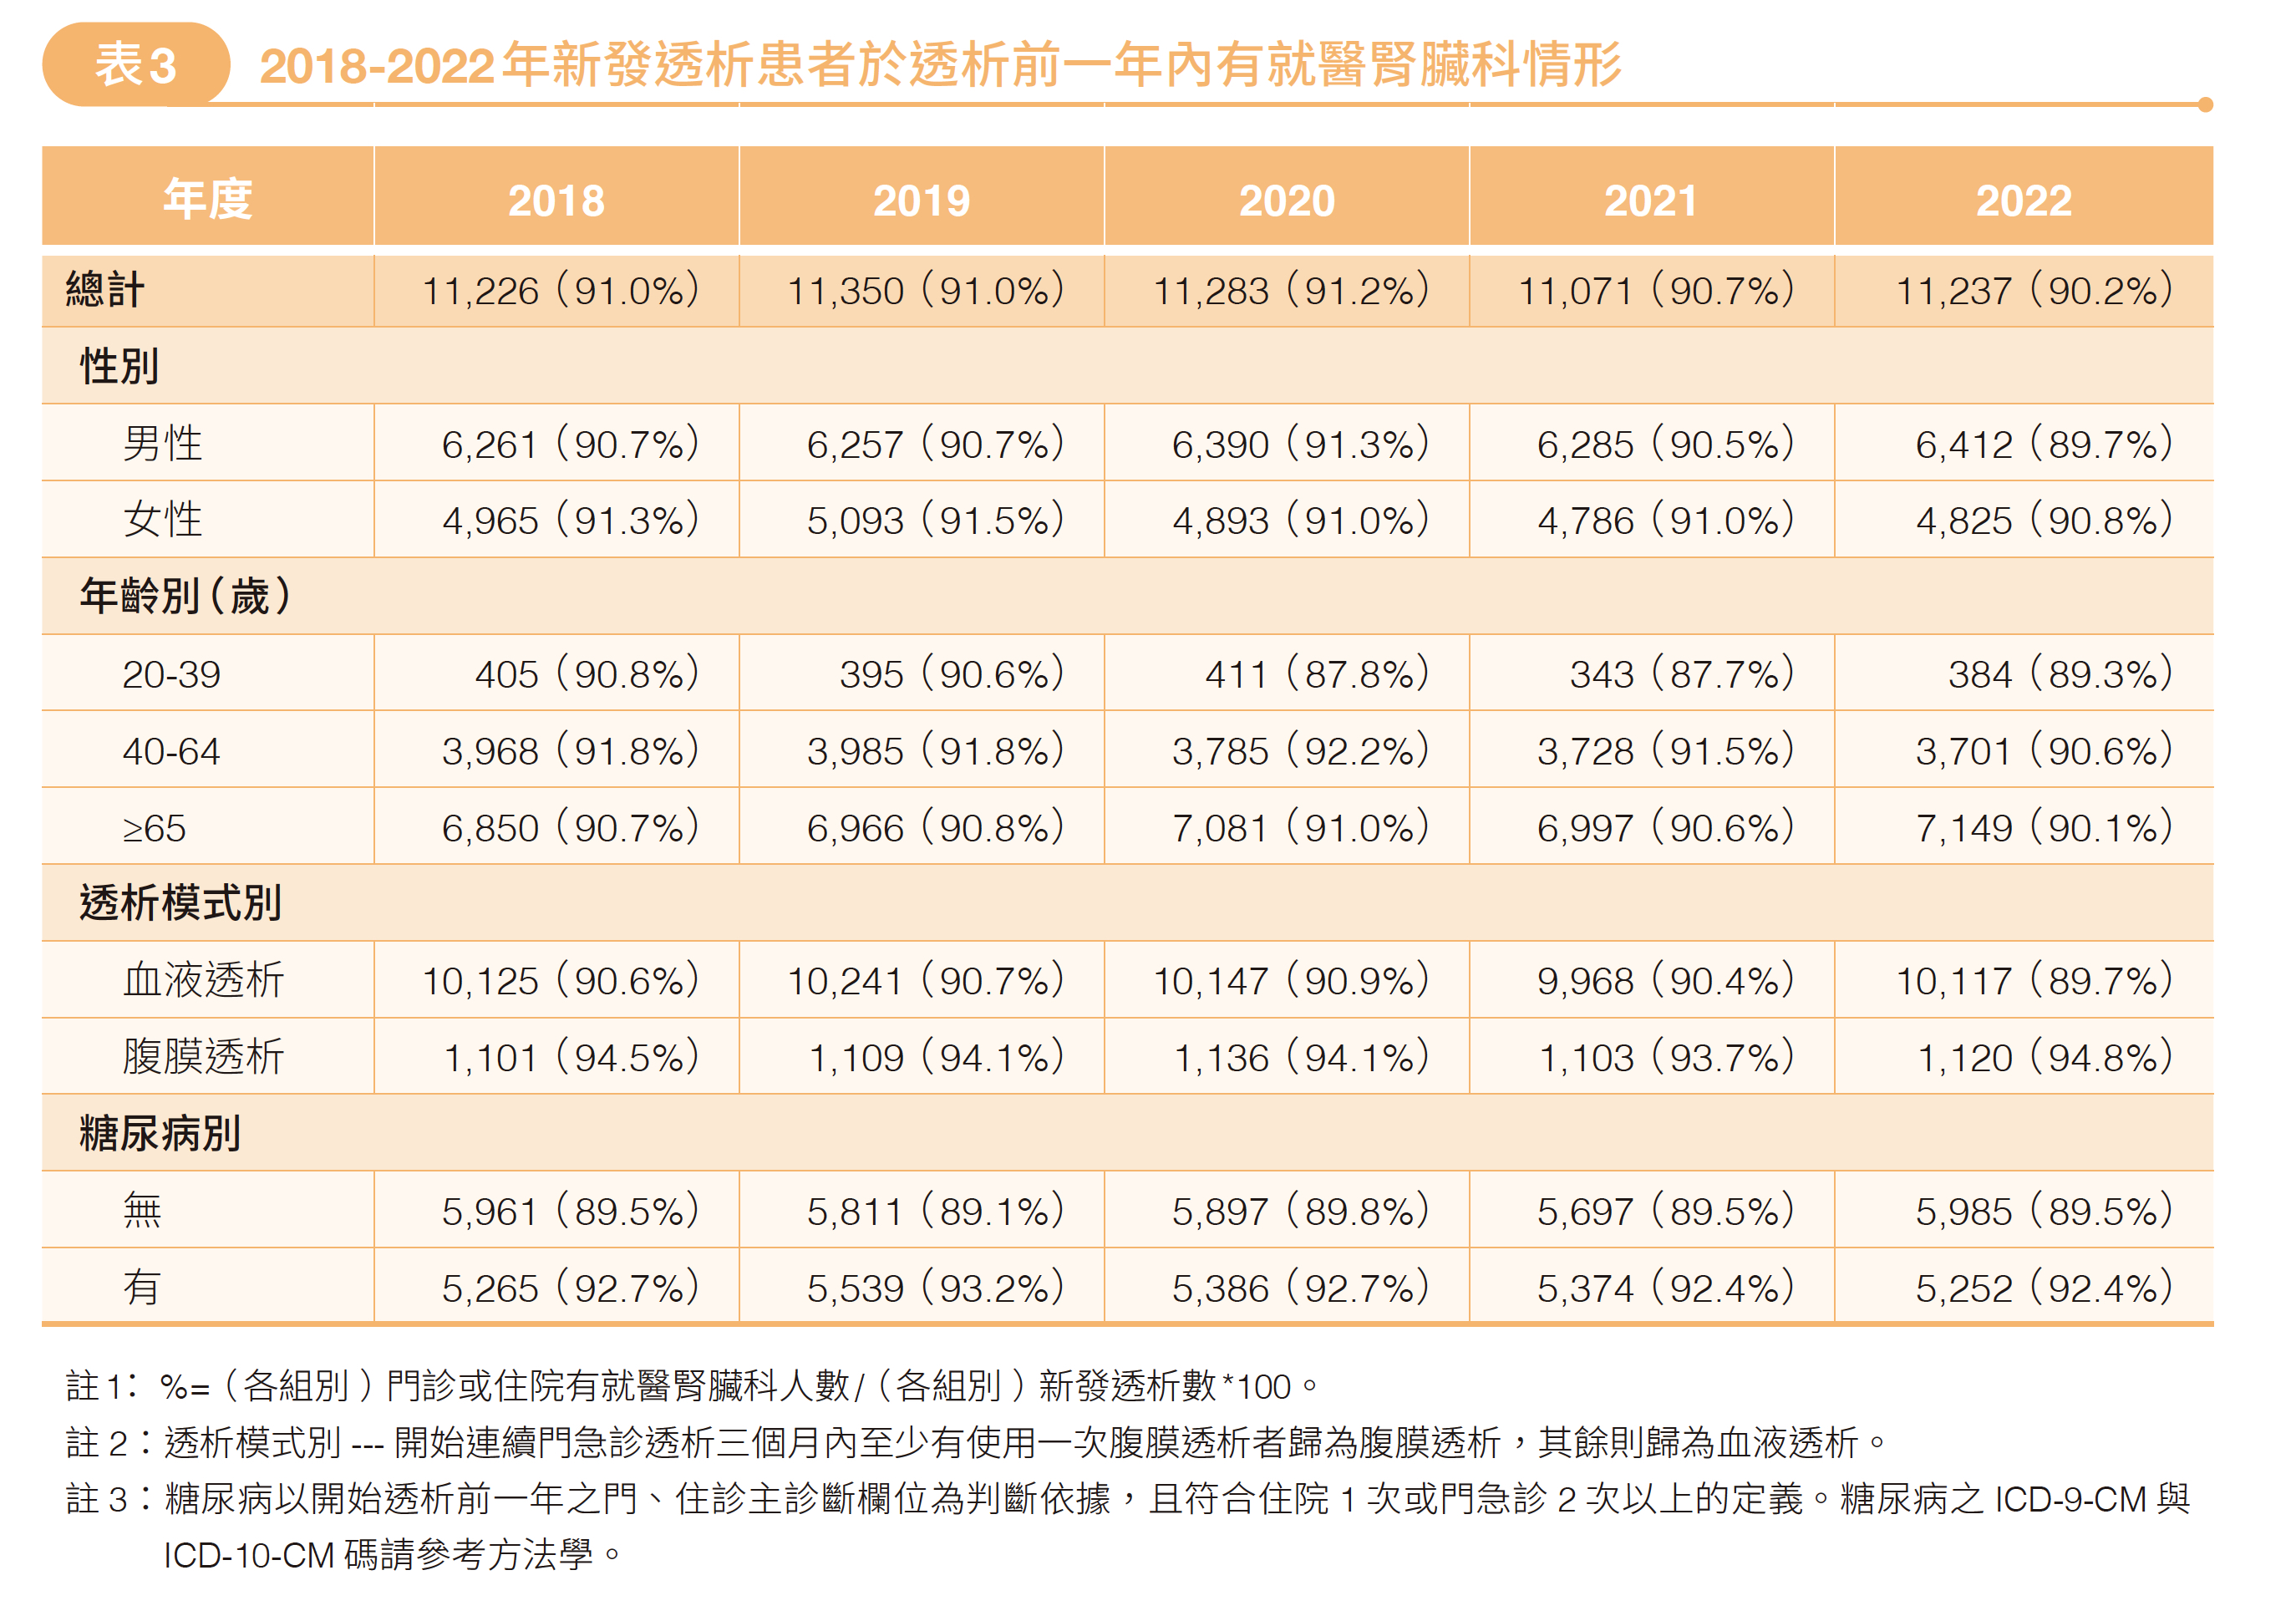 表3 2018-2022年新發透析患者於透析前一年內有就醫腎臟科情形
年度 2018 2019 2020 2021 2022
總計 11,226（91.0%） 11,350（91.0%） 11,283（91.2%） 11,071（90.7%） 11,237（90.2%）
性別
男性 6,261（90.7%） 6,257（90.7%） 6,390（91.3%） 6,285（90.5%） 6,412（89.7%）
女性 4,965（91.3%） 5,093（91.5%） 4,893（91.0%） 4,786（91.0%） 4,825（90.8%）
年齡別（歲）
20-39 405（90.8%） 395（90.6%） 411（87.8%） 343（87.7%） 384（89.3%）
40-64 3,968（91.8%） 3,985（91.8%） 3,785（92.2%） 3,728（91.5%） 3,701（90.6%）
≥65 6,850（90.7%） 6,966（90.8%） 7,081（91.0%） 6,997（90.6%） 7,149（90.1%）
透析模式別
血液透析 10,125（90.6%） 10,241（90.7%） 10,147（90.9%） 9,968（90.4%） 10,117（89.7%）
腹膜透析 1,101（94.5%） 1,109（94.1%） 1,136（94.1%） 1,103（93.7%） 1,120（94.8%）
糖尿病別
無 5,961（89.5%） 5,811（89.1%） 5,897（89.8%） 5,697（89.5%） 5,985（89.5%）
有 5,265（92.7%） 5,539（93.2%） 5,386（92.7%） 5,374（92.4%） 5,252（92.4%）
註1：%=（各組別）門診或住院有就醫腎臟科人數/（各組別）新發透析數*100。
註2：透析模式別 --- 開始連續門急診透析三個月內至少有使用一次腹膜透析者歸為腹膜透析，其餘則歸為血液透析。
註3：糖尿病以開始透析前一年之門、住診主診斷欄位為判斷依據，且符合住院1次或門急診2次以上的定義。糖尿病之ICD-9-CM與
ICD-10-CM碼請參考方法學。